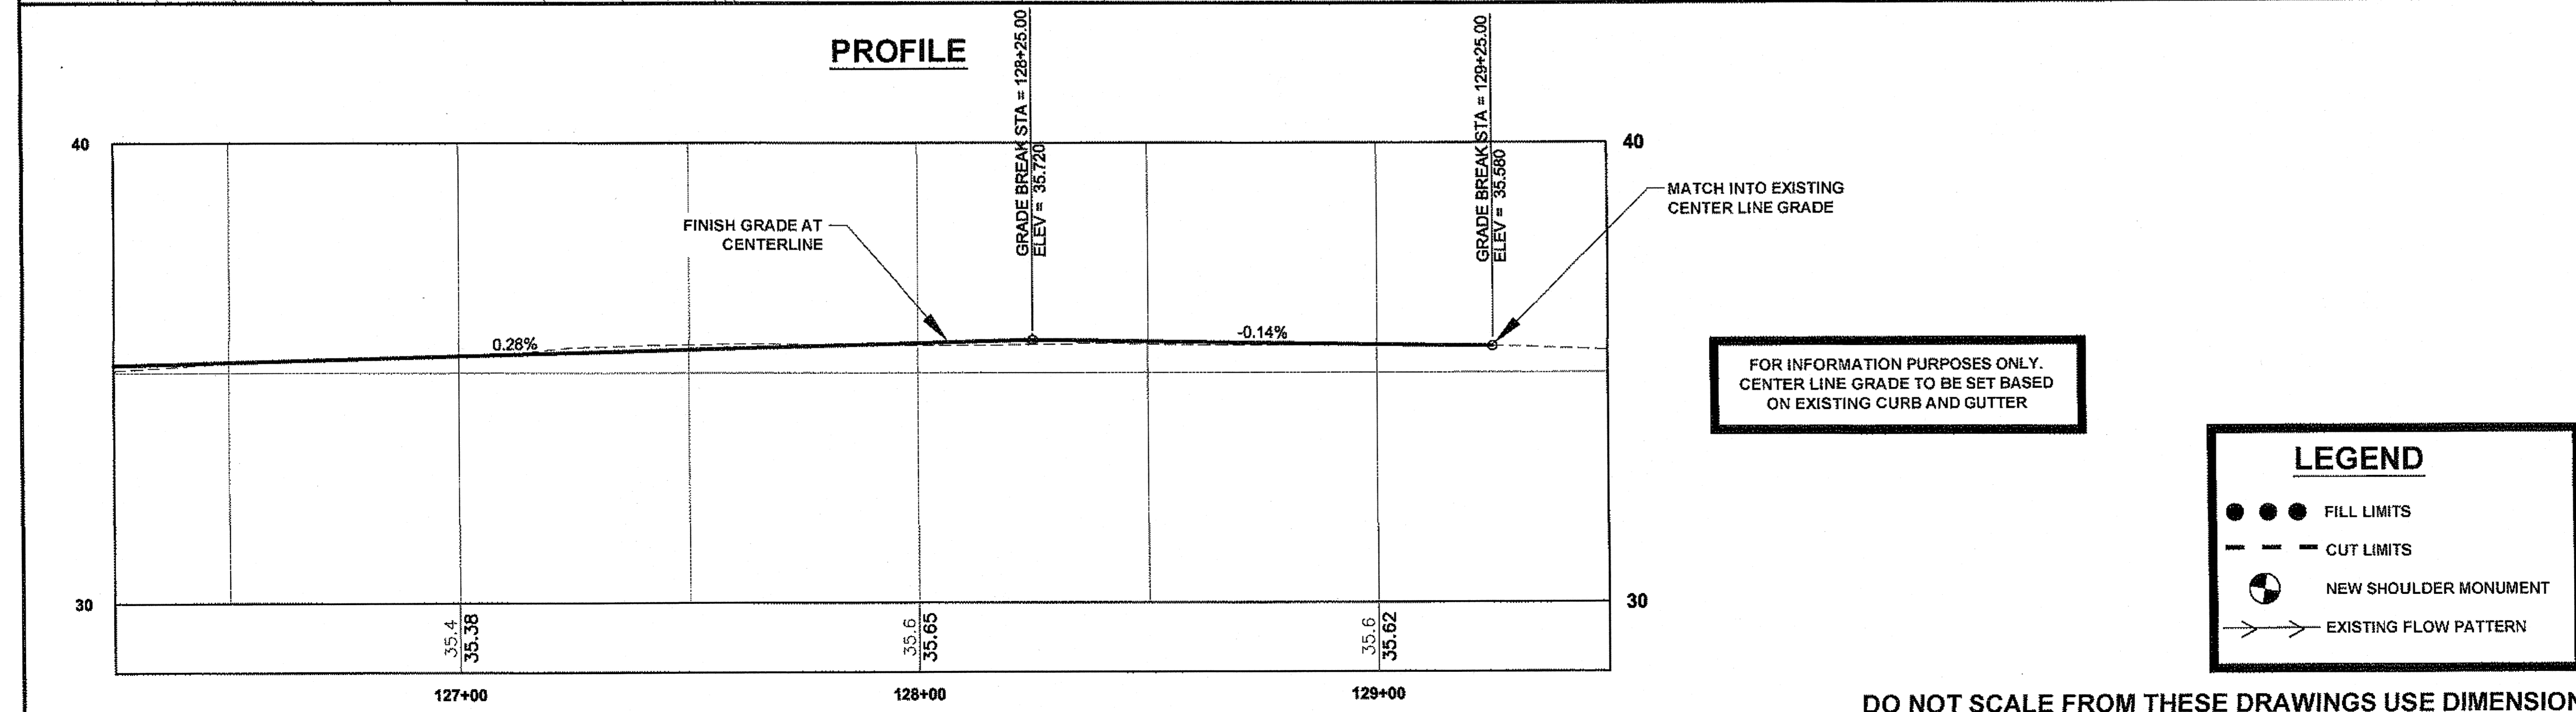 PROFILE
GRADE BREAK STA = 128+25.00
ELEV = 35.720
GRADE BREAK STA = 129+25.00
ELEV = 35.580
40
40
MATCH INTO EXISTING
CENTER LINE GRADE
FINISH GRADE AT
CENTERLINE
0.28%
-0.14%
FOR INFORMATION PURPOSES ONLY.
CENTER LINE GRADE TO BE SET BASED
ON EXISTING CURB AND GUTTER
30
30
35.4
35.38
35.6
35.65
35.6
35.62
127+00
128+00
129+00
LEGEND
FILL LIMITS
CUT LIMITS
NEW SHOULDER MONUMENT
EXISTING FLOW PATTERN
DO NOT SCALE FROM THESE DRAWINGS USE DIMENSION